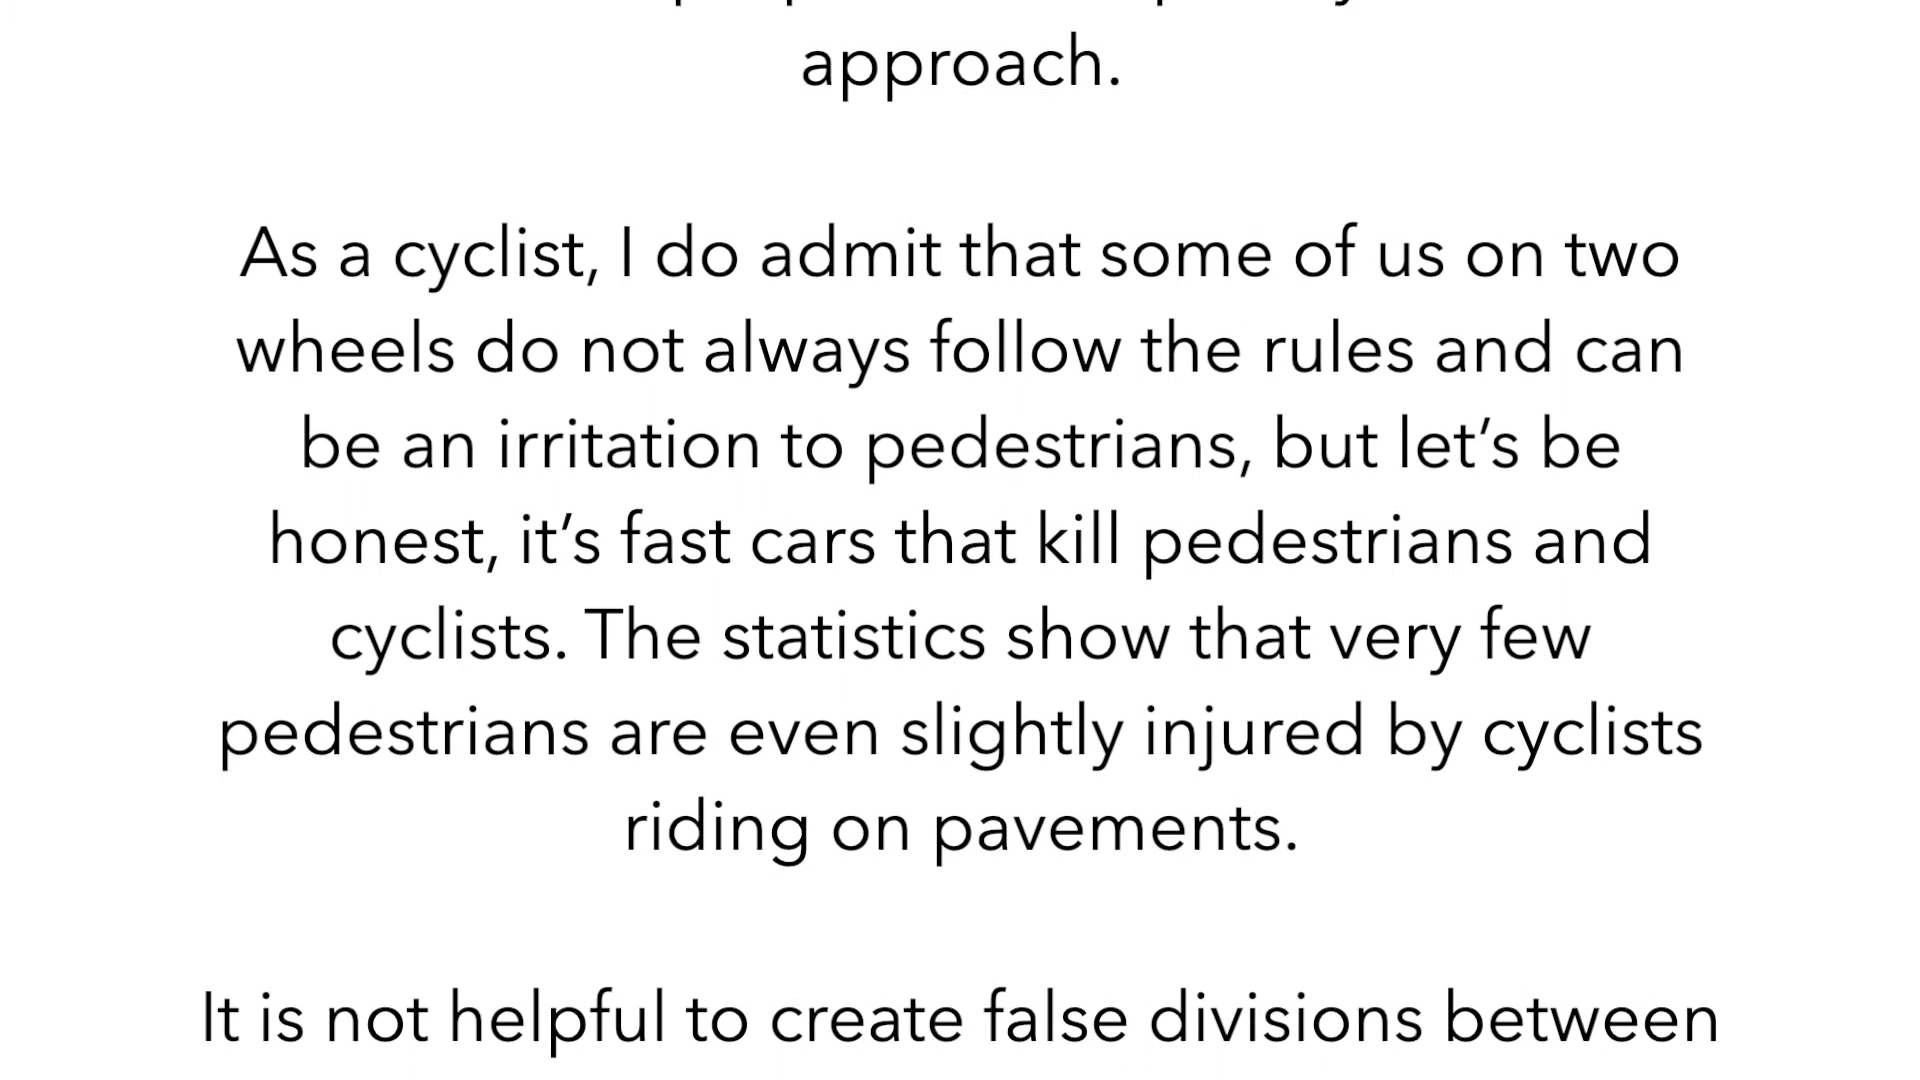 approach.
As a cyclist, I do admit that some of us on two
wheels do not always follow the rules and can
be an irritation to pedestrians, but let’s be
honest, it’s fast cars that kill pedestrians and
cyclists. The statistics show that very few
pedestrians are even slightly injured by cyclists
riding on pavements.
It is not helpful to create false divisions between